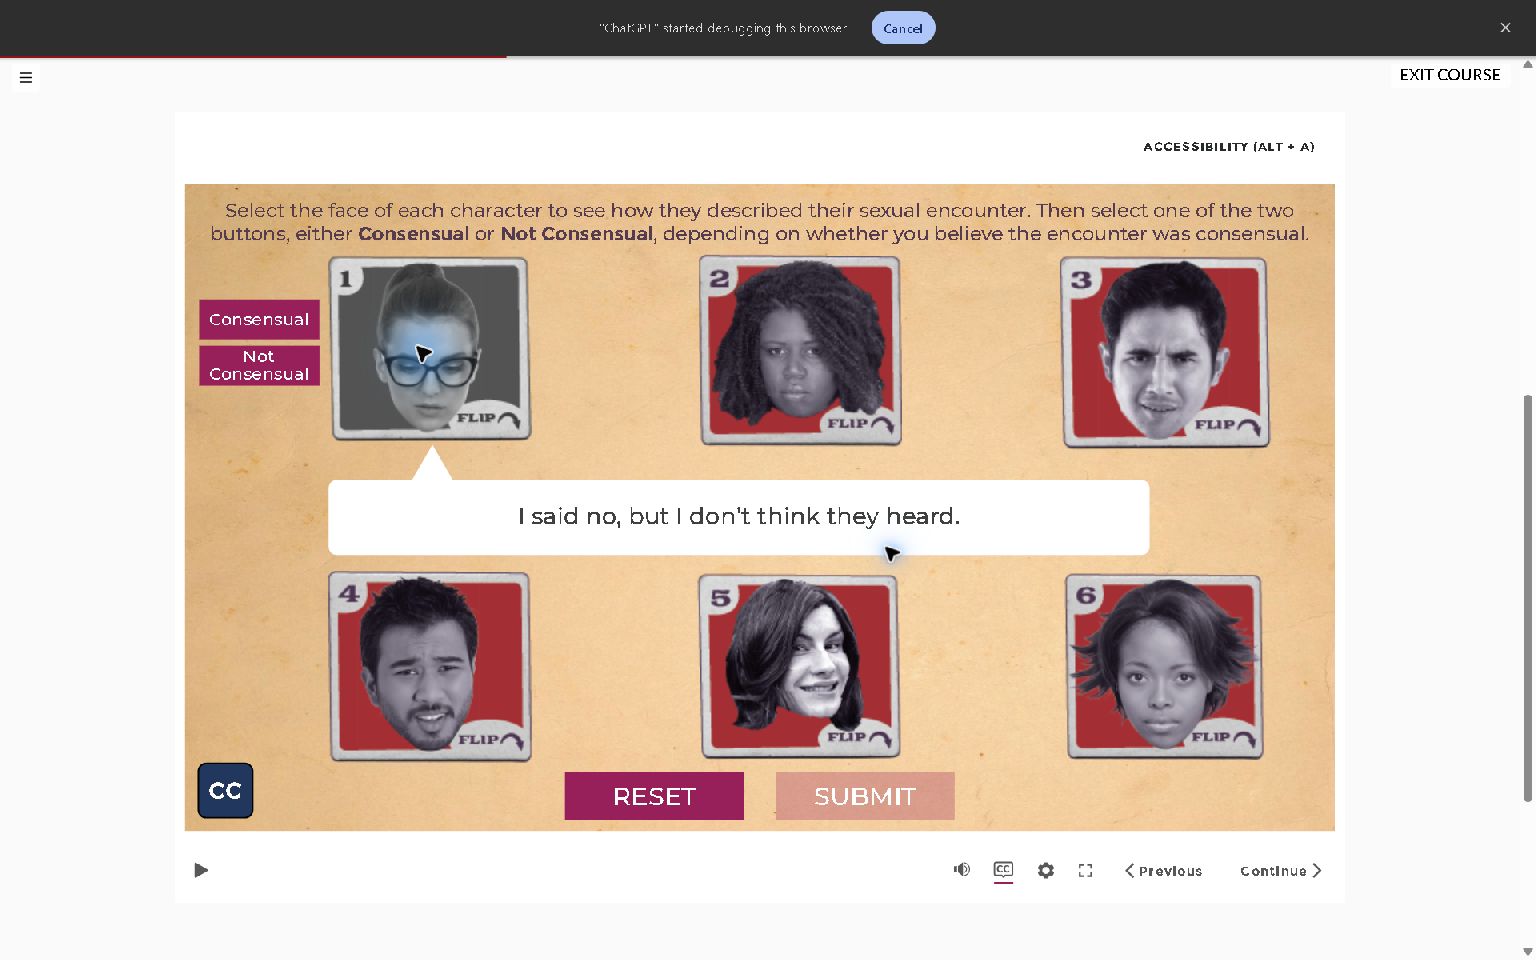 "ChatGPT" started debugging this browser
Cancel
EXIT COURSE
ACCESSIBILITY (ALT + A)
Select the face of each character to see how they described their sexual encounter. Then select one of the two
buttons, either Consensual or Not Consensual, depending on whether you believe the encounter was consensual.
1
2
3
Consensual
Not
Consensual
FLIP
FLIP
FLIP
I said no, but I don't think they heard.
4
5
6
FLIP
FLIP
FLIP
CC
RESET
SUBMIT
CC
Previous
Continue